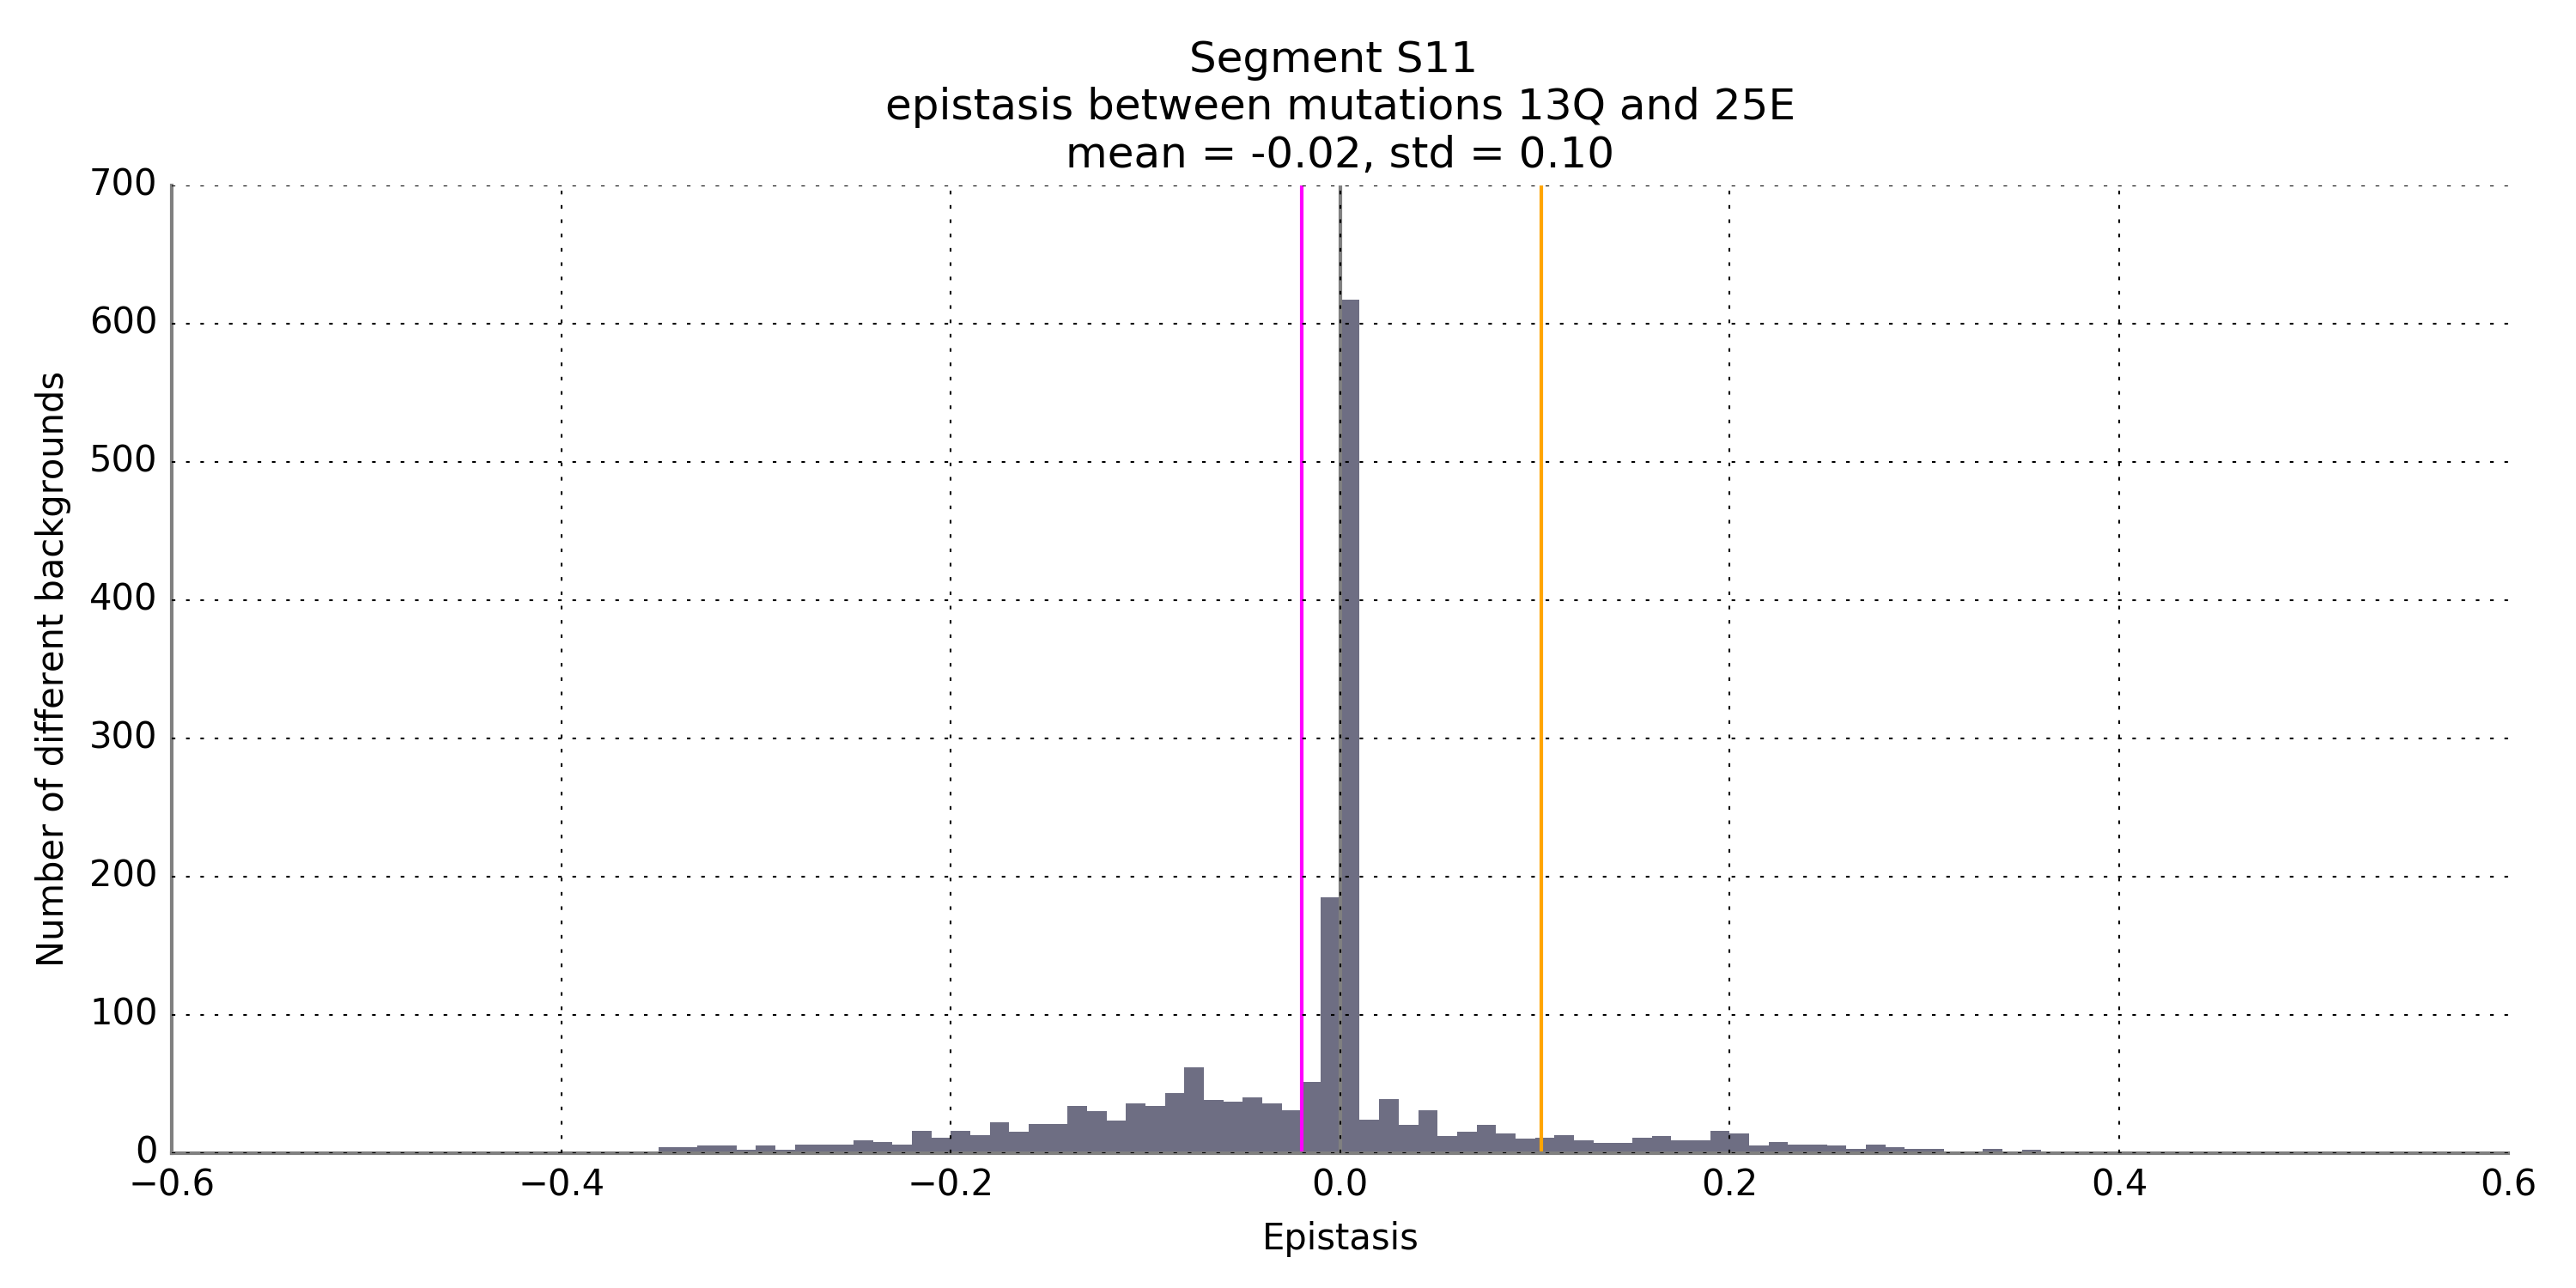 Segment S11
epistasis between mutations 13Q and 25E
mean = -0.02, std = 0.10
Number of different backgrounds
700
600
500
400
300
200
100
0
−0.6 −0.4 −0.2 0.0 0.2 0.4 0.6
Epistasis